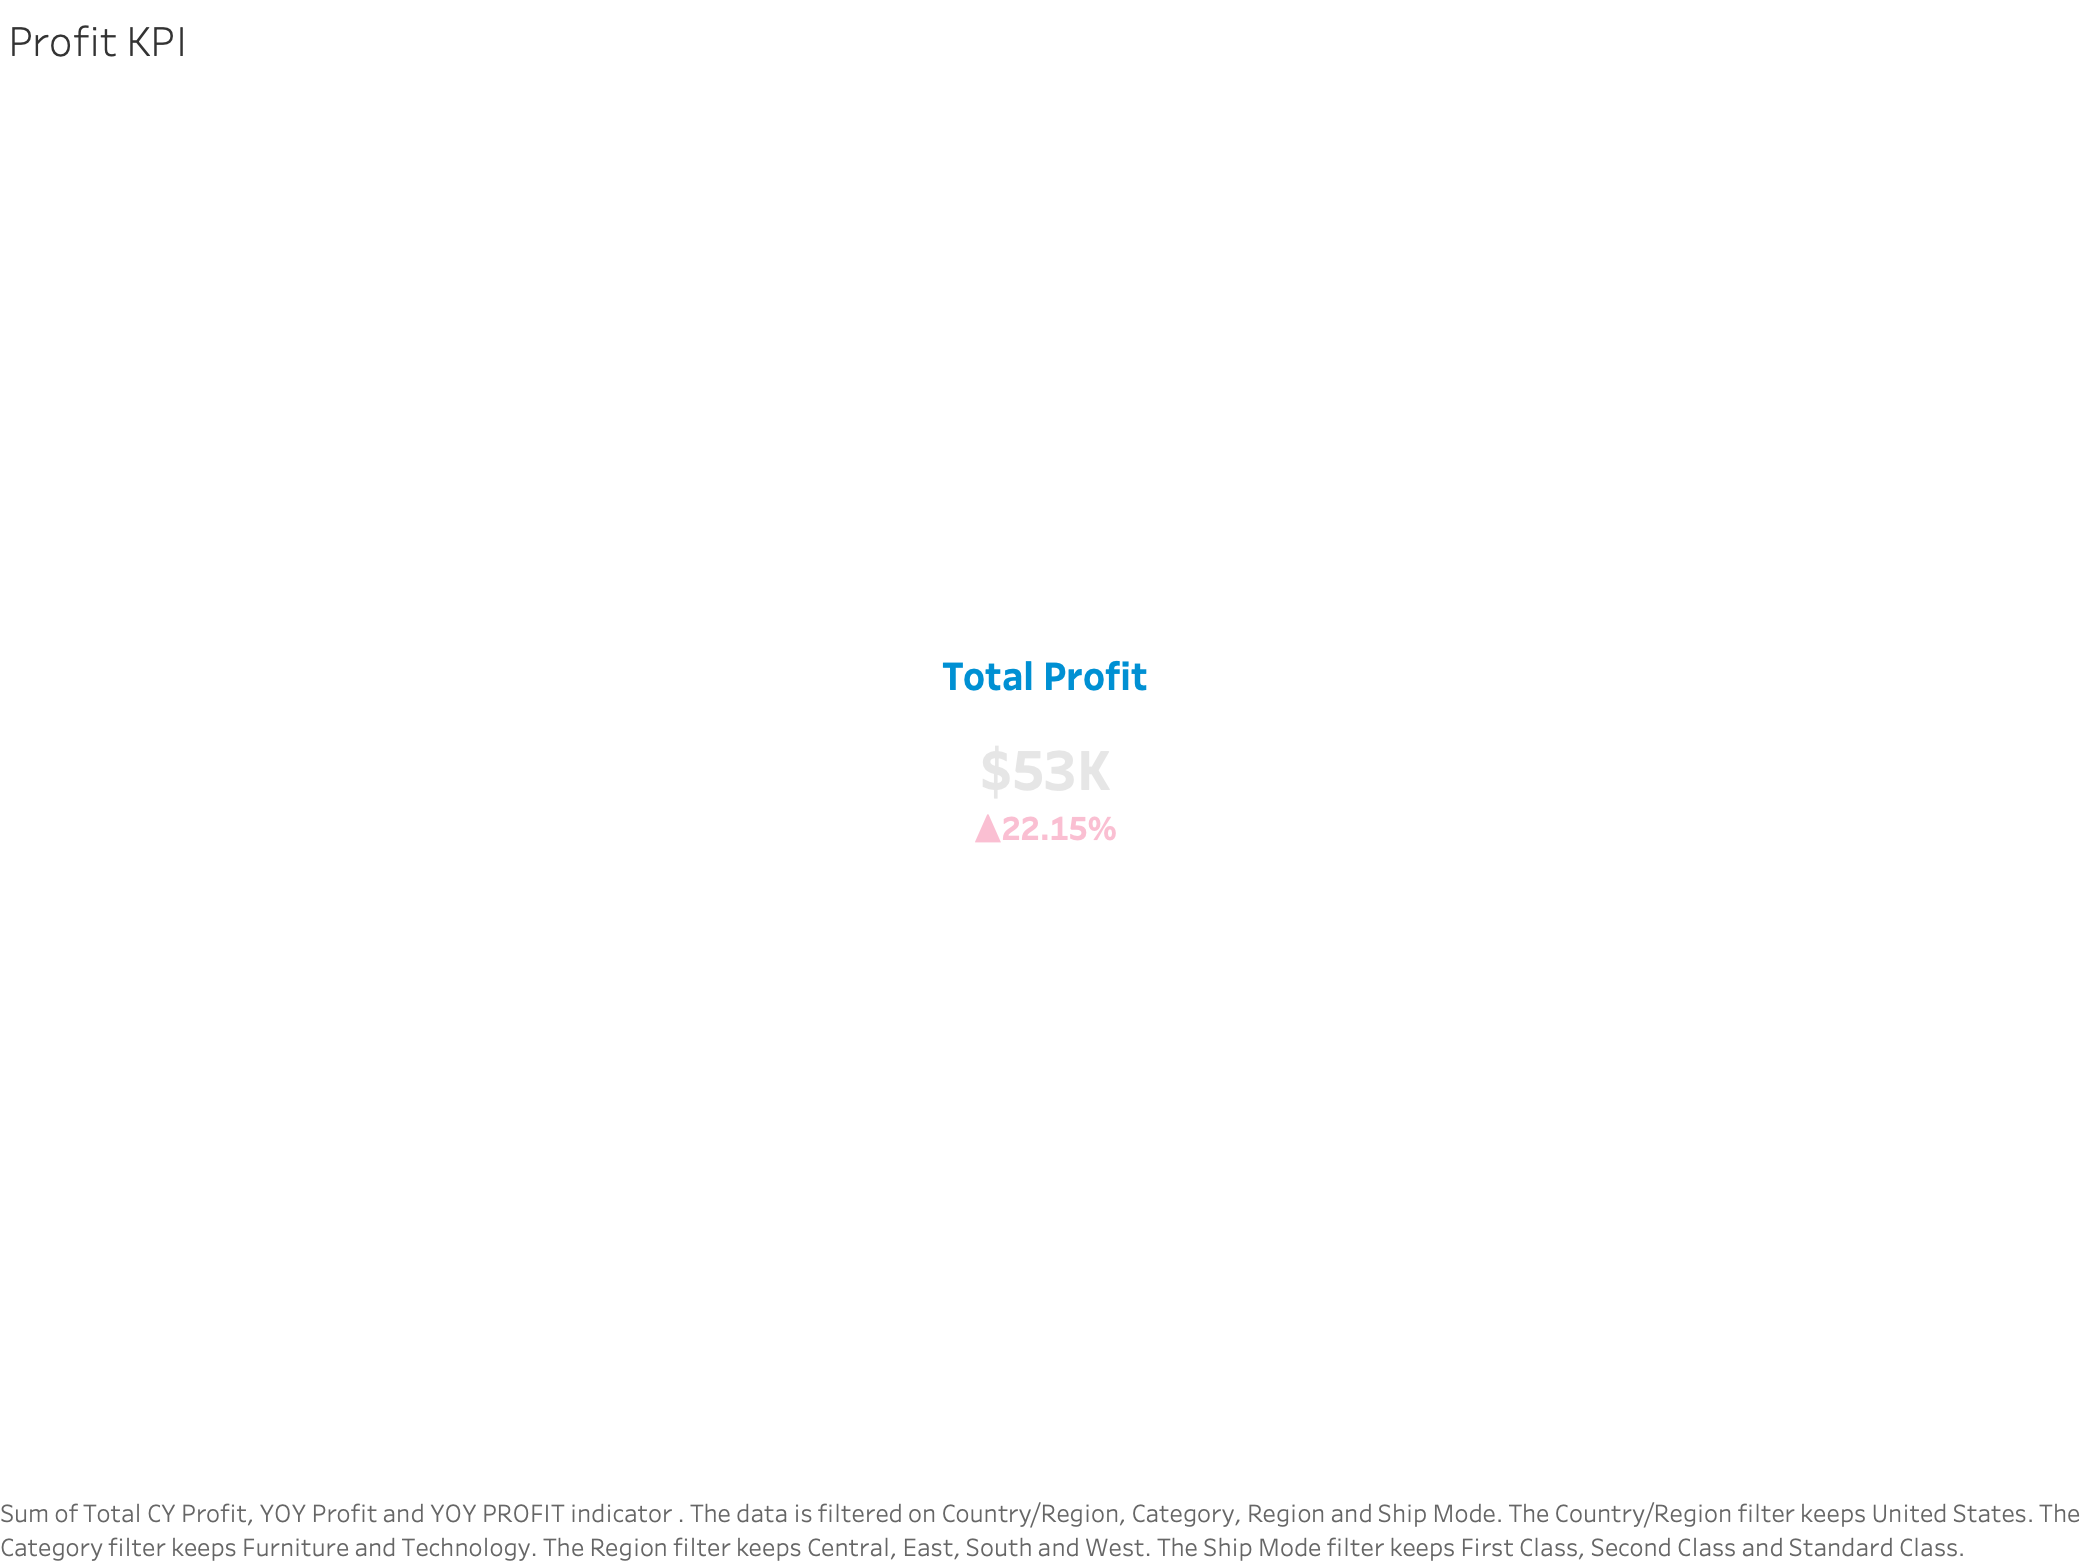 Profit KPI
Total Profit
$53K
▲22.15%
Sum of Total CY Profit, YOY Profit and YOY PROFIT indicator . The data is filtered on Country/Region, Category, Region and Ship Mode. The Country/Region filter keeps United States. The
Category filter keeps Furniture and Technology. The Region filter keeps Central, East, South and West. The Ship Mode filter keeps First Class, Second Class and Standard Class.